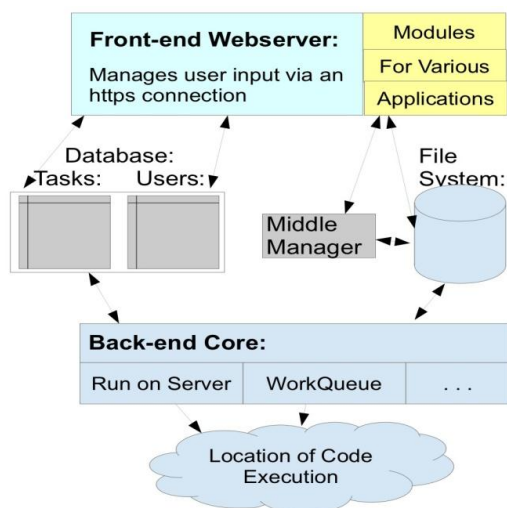 Front-end Webserver:
Manages user input via an
https connection
Modules
For Various
Applications
Database:
Tasks: Users:
File
System:
Middle
Manager
Back-end Core:
Run on Server
WorkQueue
. . .
Location of Code
Execution